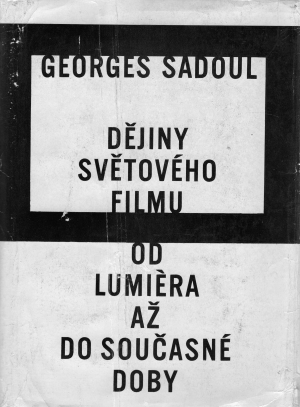 GEORGES SADOUL
DĚJINY
SVĚTOVÉHO
FILMU
OD
LUMIÈRA
AŽ
DO SOUČASNÉ
DOBY